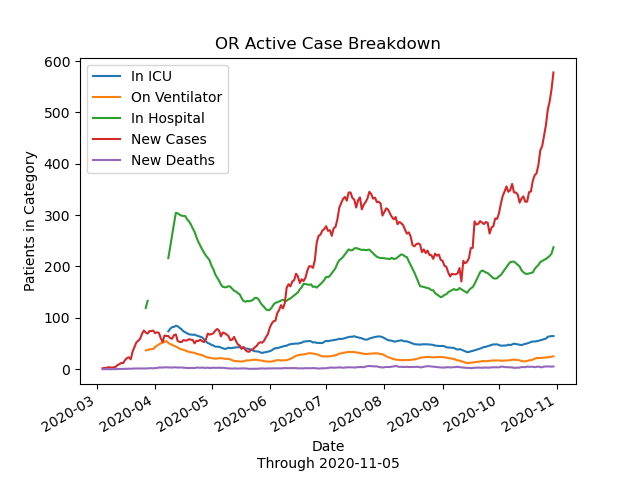 OR Active Case Breakdown
600
500
400
300
200
100
0
Patients in Category
In ICU
On Ventilator
In Hospital
New Cases
New Deaths
2020-03
2020-04
2020-05
2020-06
2020-07
2020-08
2020-09
2020-10
2020-11
Date
Through 2020-11-05